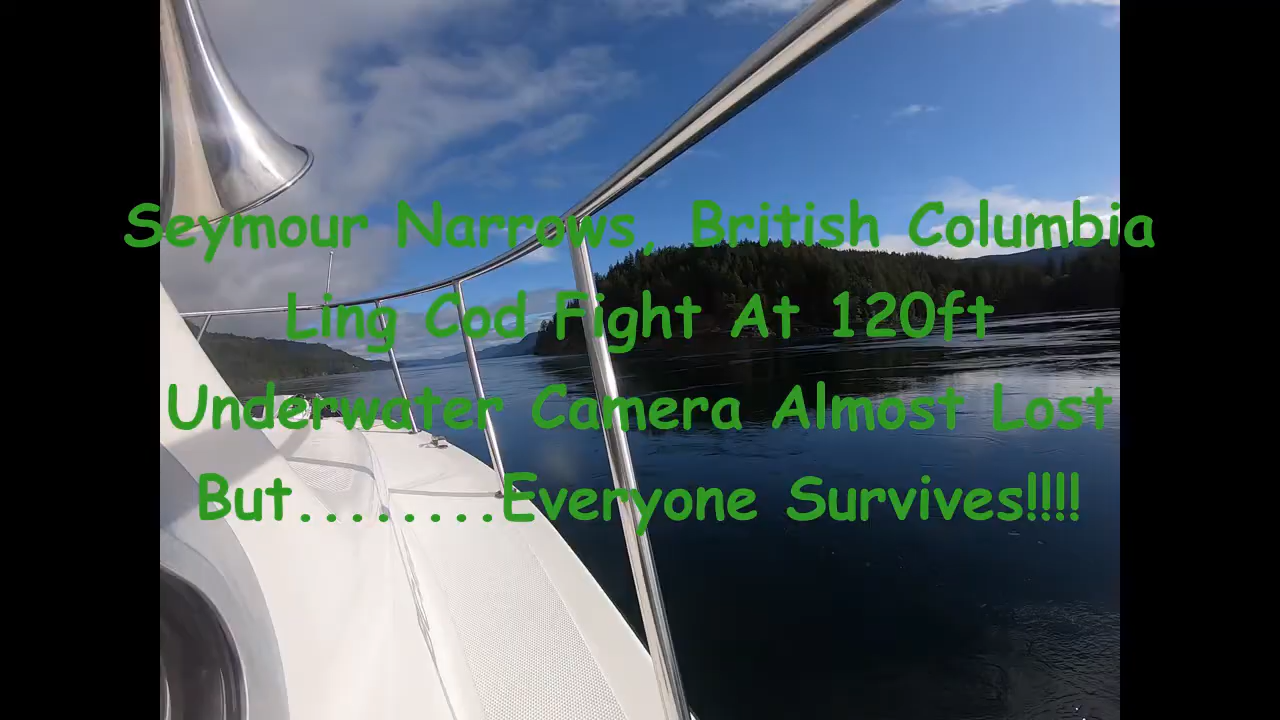 Seymour Narrows, British Columbia
Ling Cod Fight At 120ft
Underwater Camera Almost Lost
But........Everyone Survives!!!!